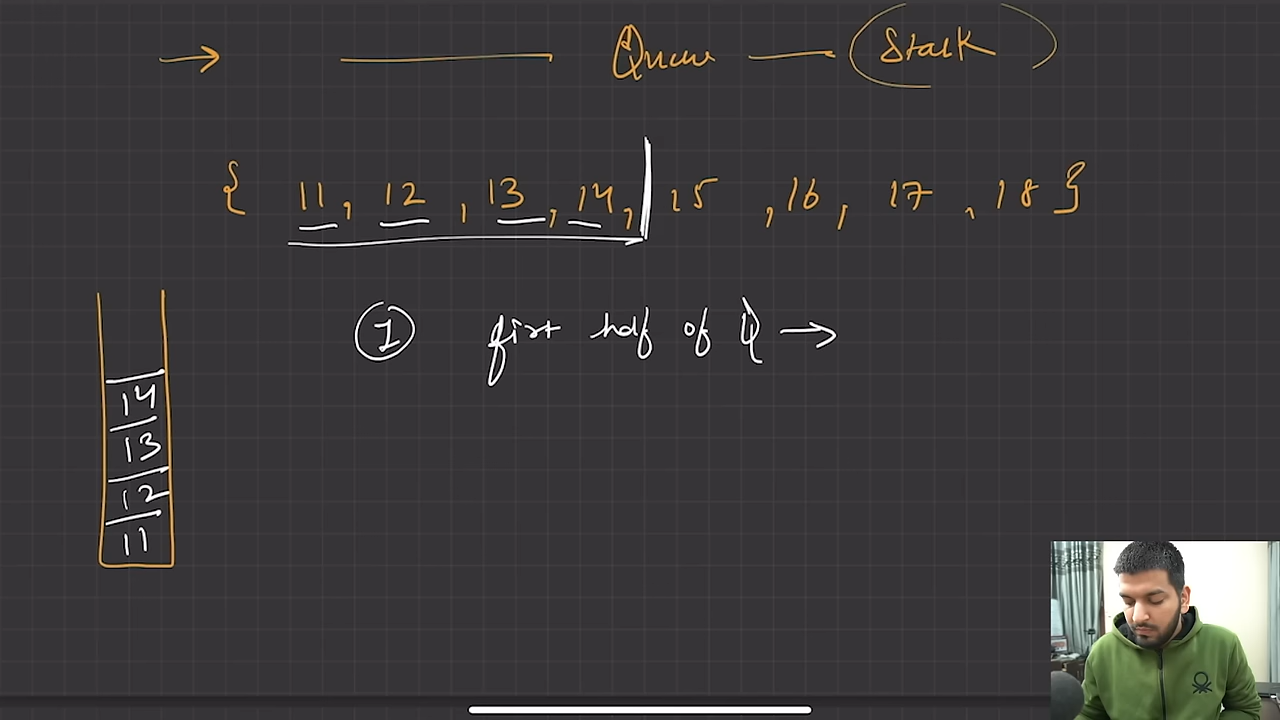 → Queue — Stack
{ 11, 12, 13, 14, 15, 16, 17, 18 }
1 first half of Q →
14
13
12
11